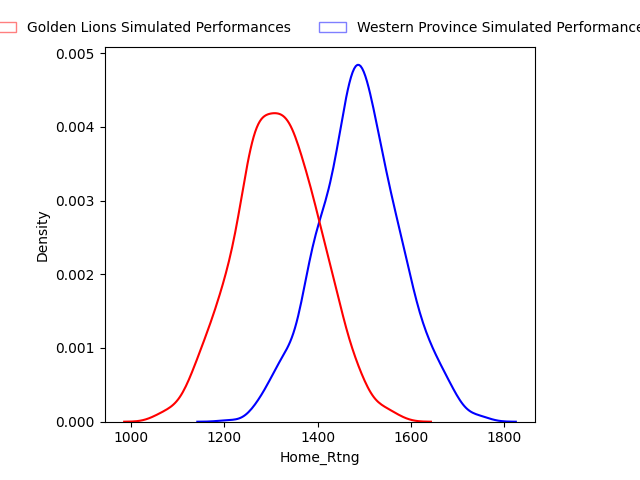 Golden Lions Simulated Performances Western Province Simulated Performance
0.005
0.004
0.003
0.002
0.001
0.000
Density
1000 1200 1400 1600 1800
Home_Rtng